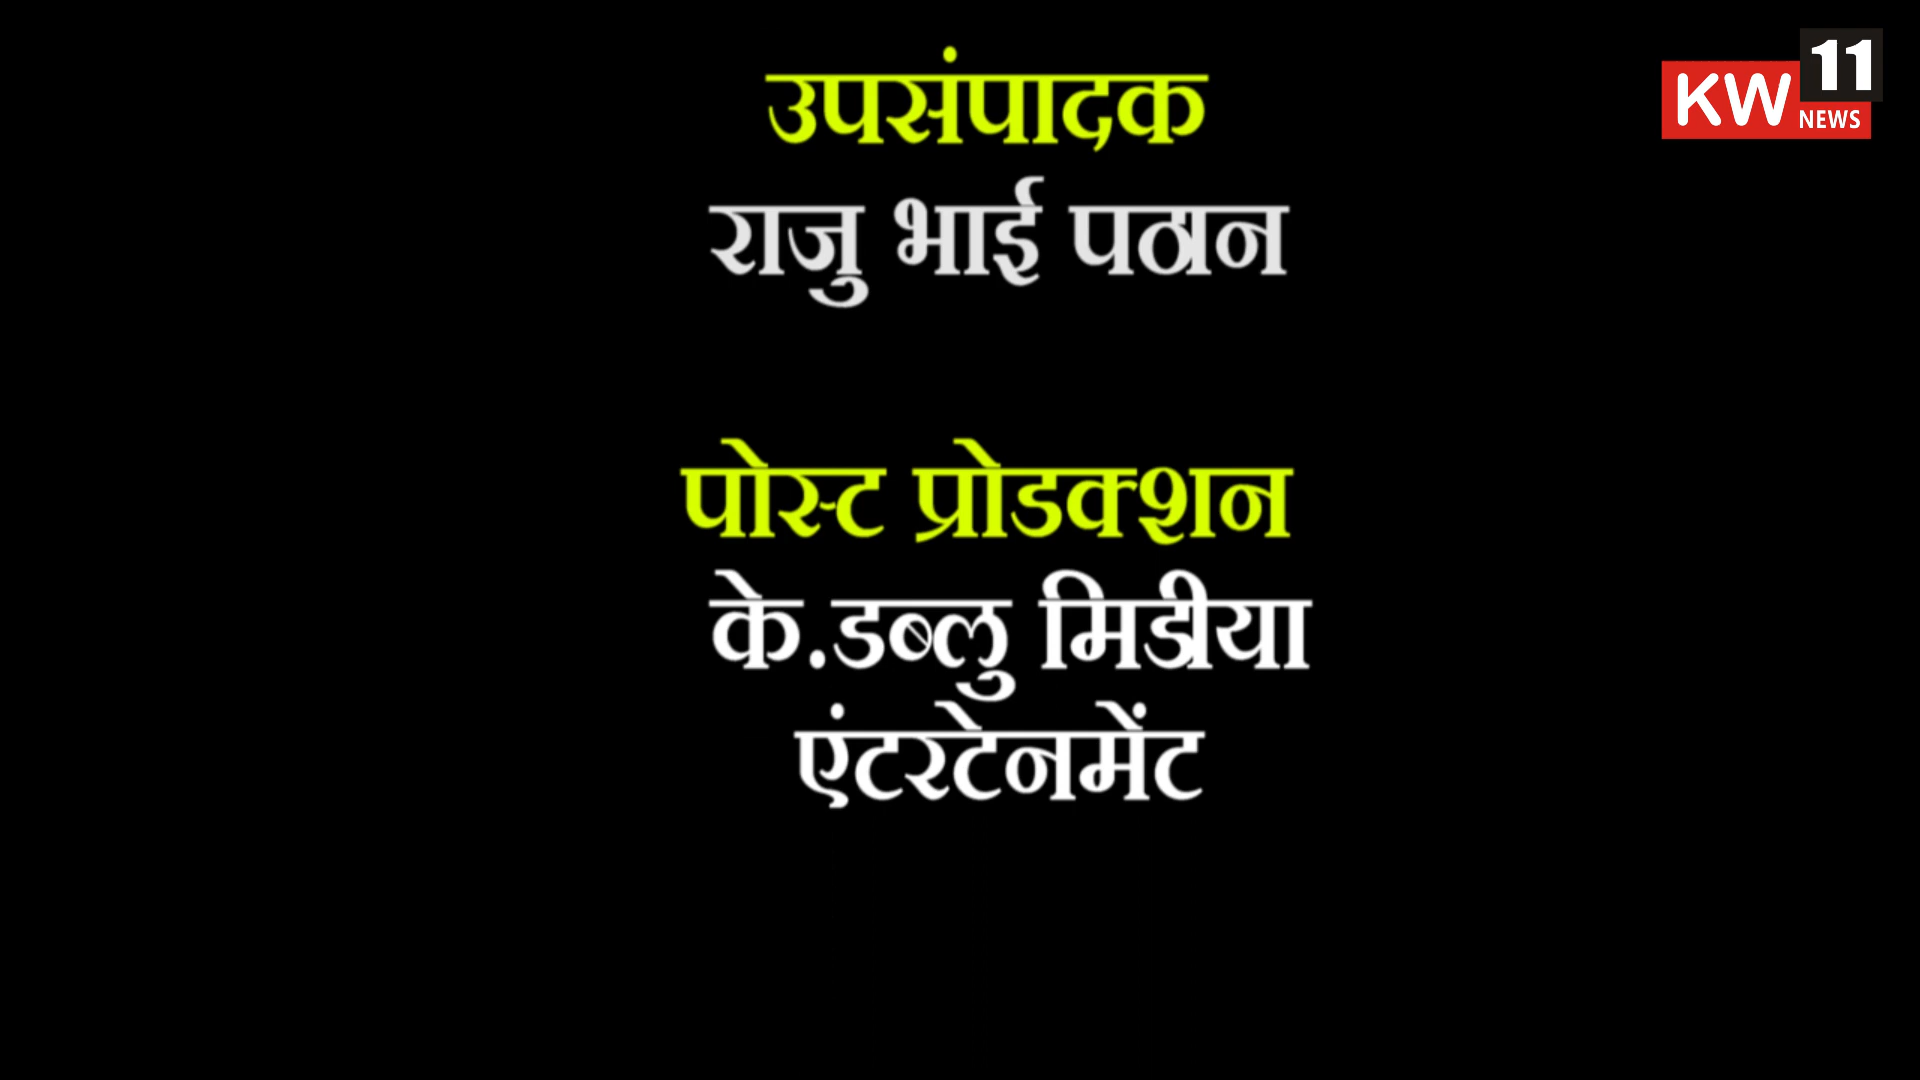 उपसंपादक
राजु भाई पठान
पोस्ट प्रोडक्शन
के.डब्लु मिडीया
एंटरटेनमेंट
KW 11
NEWS